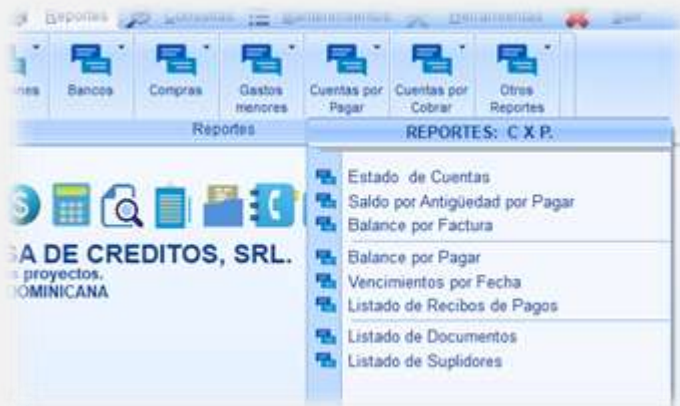 Reportes
Bancos
Compras
Gastos menores
Cuentas por Pagar
Cuentas por Cobrar
Otros Reportes
Reportes
REPORTES: C X P.
Estado de Cuentas
Saldo por Antigüedad por Pagar
Balance por Factura
SA DE CREDITOS, SRL.
proyectos.
DOMINICANA
Balance por Pagar
Vencimientos por Fecha
Listado de Recibos de Pagos
Listado de Documentos
Listado de Suplidores